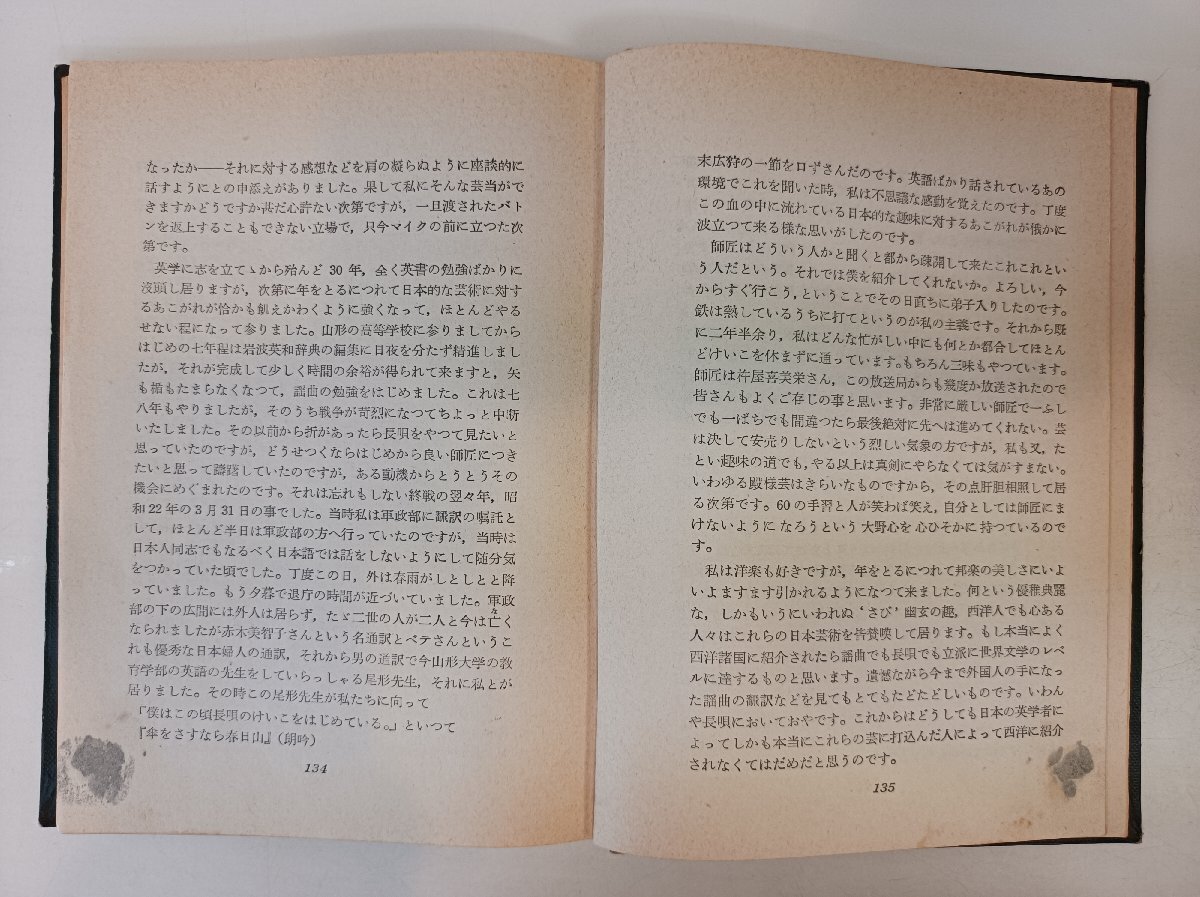 なったか――それに対する感想などを肩の凝らぬように座談的に
話すようにとの申添えがありました。果して私にそんな芸当がで
きますかどうですか甚だ心許ない次第ですが，一旦渡されたバト
ンを返上することもできない立場で，只今マイクの前に立つた次
第です。
英学に志を立てゝから殆んど 30 年，全く英書の勉強ばかりに
没頭し居りますが，次第に年をとるにつれて日本的な芸術に対す
るあこがれが恰かも飢えかわくように強くなって，ほとんどやる
せない程になって参りました。山形の高等学校に参りましてから
はじめの七年程は岩波英和辞典の編集に日夜を分たず精進しまし
たが，それが完成して少しく時間の余裕が得られて来ますと，矢
も楯もたまらなくなつて，謡曲の勉強をはじめました。これは七
八年もやりましたが，そのうち戦争が苛烈になつてちょっと中断
いたしました。その以前から折があったら長唄をやつて見たいと
思っていたのですが，どうせつくならはじめから良い師匠につき
たいと思って躊躇していたのですが，ある動機からとうとうその
機会にめぐまれたのです。それは忘れもしない終戦の翌々年，昭
和22年の3月31日の事でした。当時私は軍政部に飜訳の嘱託と
して，ほとんど半日は軍政部の方へ行っていたのですが，当時は
日本人同志でもなるべく日本語では話をしないようにして随分気
をつかっていた頃でした。丁度この日，外は春雨がしとしとと降
っていました。もう夕暮で退庁の時間が近づいていました。軍政
部の下の広間には外人は居らず，たゞ二世の人が二人と今は亡く
なられましたが赤木美智子さんという名通訳とベテさんというこ
れも優秀な日本婦人の通訳，それから男の通訳で今山形大学の教
育学部の英語の先生をしていらっしゃる尾形先生，それに私とが
居りました。その時この尾形先生が私たちに向って
「僕はこの頃長唄のけいこをはじめている。」といつて
『傘をさすなら春日山』（朗吟）
134
末広狩の一節を口ずさんだのです。英語ばかり話されているあの
環境でこれを聞いた時，私は不思議な感動を覚えたのです。丁度
この血の中に流れている日本的な趣味に対するあこがれが俄かに
波立つて来る様な思いがしたのです。
師匠はどういう人かと聞くと都から疎開して来たこれこれとい
う人だという。それでは僕を紹介してくれないか。よろしい，今
からすぐ行こう，ということでその日直ちに弟子入りしたのです。
鉄は熱しているうちに打てというのが私の主義です。それから既
に二年半余り，私はどんな忙がしい中にも何とか都合してほとん
どけいこを休まずに通っています。もちろん三味もやつています。
師匠は杵屋喜美栄さん，この放送局からも幾度か放送されたので
皆さんもよくご存じの事と思います。非常に厳しい師匠で一ふし
でも一ばちでも間違つたら最後絶対に先へは進めてくれない。芸
は決して安売りしないという烈しい気象の方ですが，私も又，た
とい趣味の道でも，やる以上は真剣にやらなくては気がすまない。
いわゆる殿様芸はきらいなものですから，その点肝胆相照して居
る次第です。60 の手習と人が笑わば笑え，自分としては師匠にま
けないように なろうという 大野心を 心ひそかに 持つているので
す。
私は洋楽も好きですが，年をとるにつれて邦楽の美しさにいよ
いよますます引かれるようになつて来ました。何という優雅典麗
な，しかもいうにいわれぬ‘さび’幽玄の趣，西洋人でも心ある
人々はこれらの日本芸術を皆賛嘆して居ります。もし本当によく
西洋諸国に紹介されたら謡曲でも長唄でも立派に世界文学のレベ
ルに達するものと思います。遺憾ながら今まで外国人の手になっ
た謡曲の飜訳などを見てもとてもたどたどしいものです。いわん
や長唄においておやです。これからはどうしても日本の英学者に
よってしかも本当にこれらの芸に打込んだ人によって西洋に紹介
されなくてはだめだと思うのです。
135